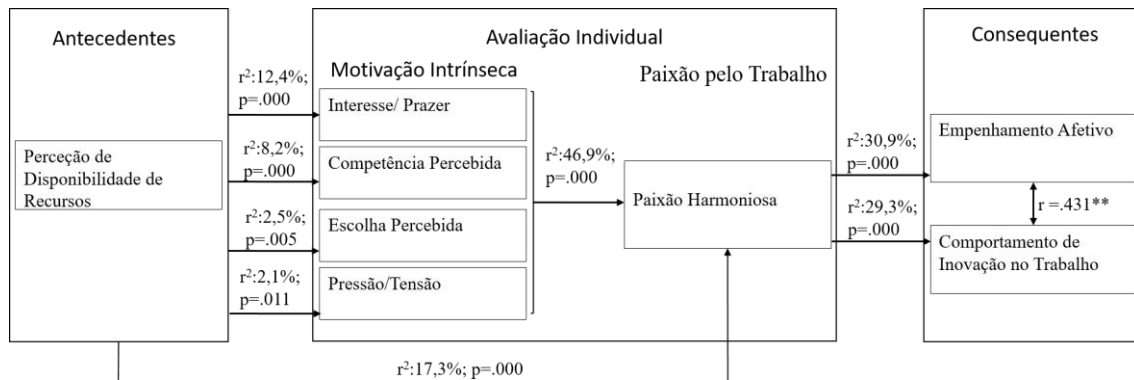 Antecedentes
Avaliação Individual
Consequentes
Motivação Intrínseca
Paixão pelo Trabalho
r²:12,4%;
p=.000
Interesse/ Prazer
Perceção de
Disponibilidade de
Recursos
r²:8,2%;
p=.000
Competência Percebida
r²:2,5%;
p=.005
Escolha Percebida
r²:2,1%;
p=.011
Pressão/Tensão
r²:46,9%;
p=.000
Paixão Harmoniosa
r²:30,9%;
p=.000
Empenhamento Afetivo
r²:29,3%;
p=.000
r =.431**
Comportamento de
Inovação no Trabalho
r²:17,3%; p=.000